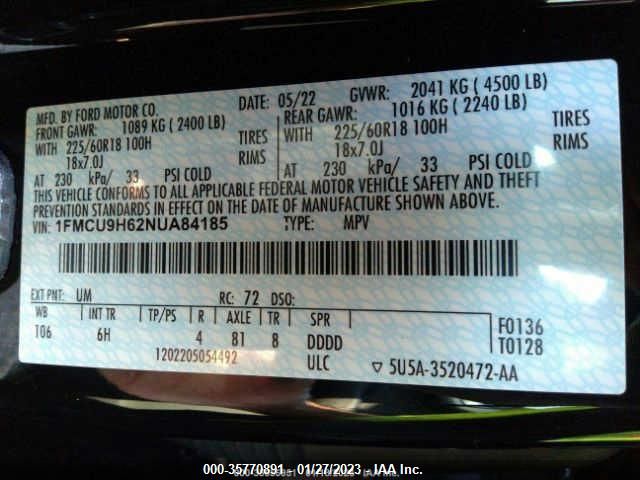 MFD. BY FORD MOTOR CO.
DATE: 05/22 GVWR: 2041 KG ( 4500 LB)
FRONT GAWR: 1089 KG ( 2400 LB) REAR GAWR: 1016 KG ( 2240 LB)
WITH 225/60R18 100H TIRES WITH 225/60R18 100H TIRES
18x7.0J RIMS 18x7.0J RIMS
AT 230 kPa/ 33 PSI COLD AT 230 kPa/ 33 PSI COLD
THIS VEHICLE CONFORMS TO ALL APPLICABLE FEDERAL MOTOR VEHICLE SAFETY AND THEFT
PREVENTION STANDARDS IN EFFECT ON THE DATE OF MANUFACTURE SHOWN ABOVE.
VIN: 1FMCU9H62NUA84185 TYPE: MPV
EXT PNT: UM RC: 72 DSO:
WB INT TR TP/PS R AXLE TR SPR F0136
106 6H 4 81 8 DDDD T0128
1202205054492 ULC ▽ 5U5A-3520472-AA
000-35770891 - 01/27/2023 - IAA Inc.